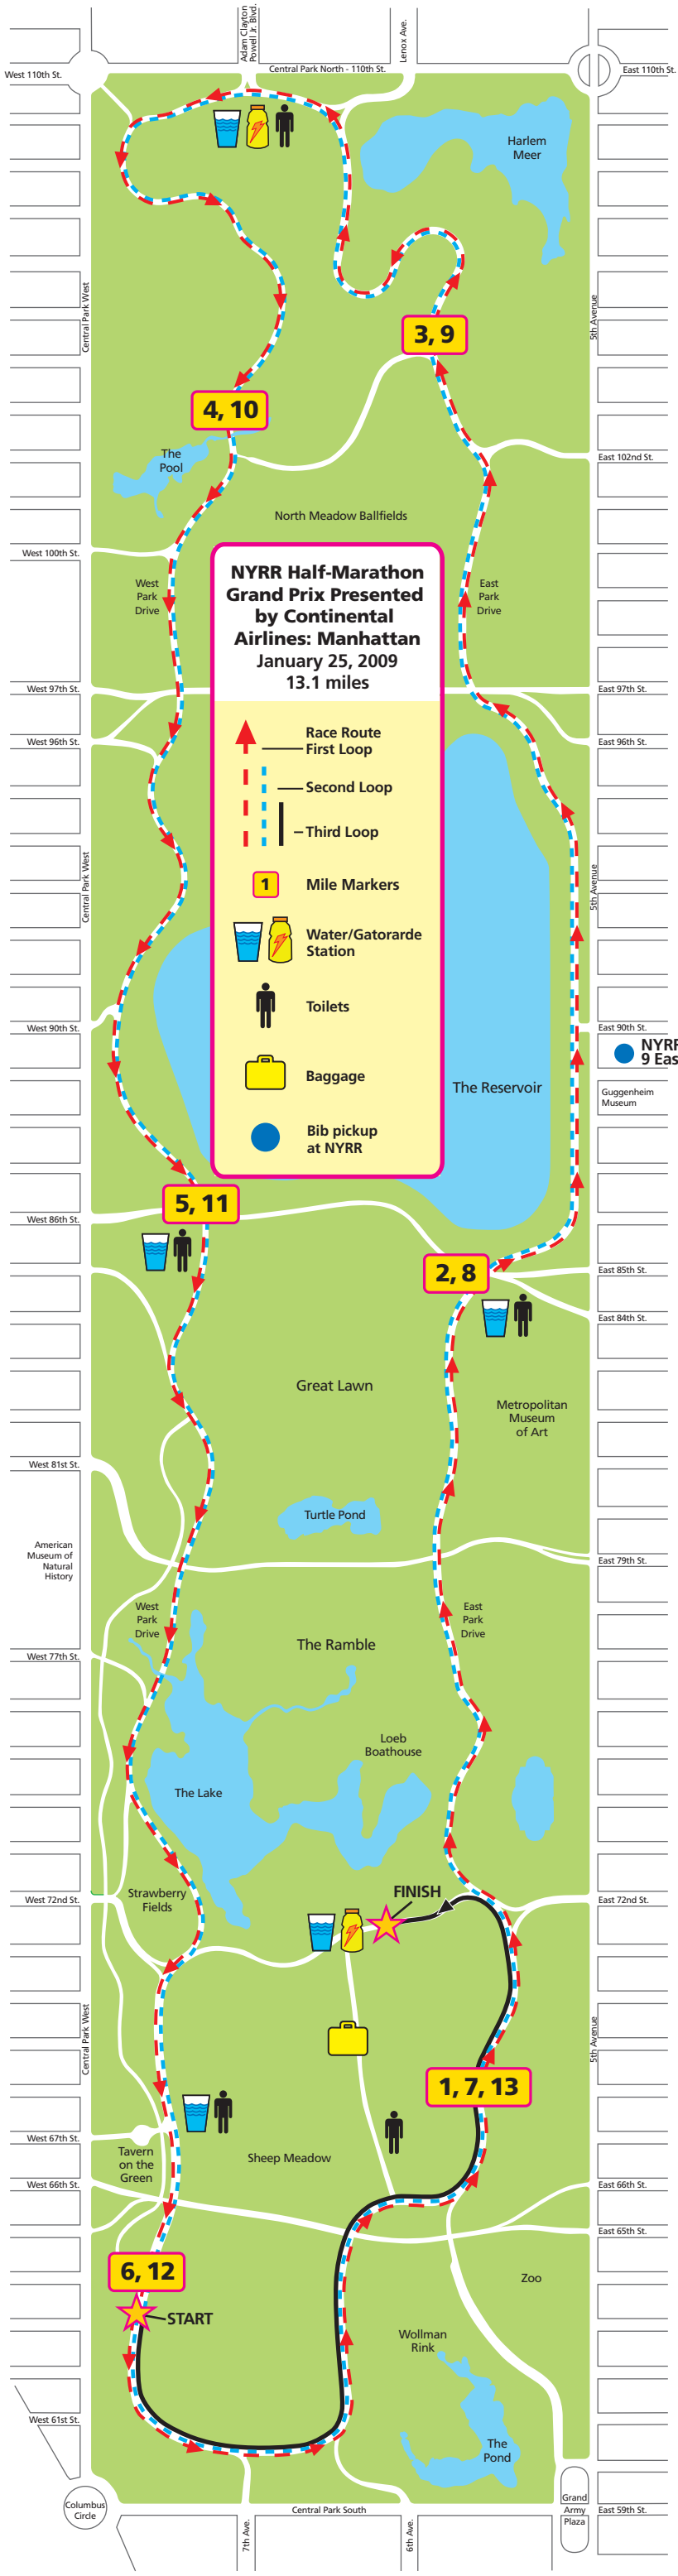 Adam Clayton
Powell Jr. Blvd.
Lenox Ave.
West 110th St.
Central Park North - 110th St.
East 110th St.
Harlem
Meer
Central Park West
5th Avenue
3, 9
4, 10
The
Pool
East 102nd St.
North Meadow Ballfields
West 100th St.
West
Park
Drive
East
Park
Drive
NYRR Half-Marathon
Grand Prix Presented
by Continental
Airlines: Manhattan
January 25, 2009
13.1 miles
West 97th St.
East 97th St.
West 96th St.
East 96th St.
Race Route
First Loop
Second Loop
Third Loop
1
Mile Markers
Water/Gatorarde
Station
Toilets
Baggage
Bib pickup
at NYRR
Central Park West
5th Avenue
West 90th St.
East 90th St.
NYRR
9 Eas
The Reservoir
Guggenheim
Museum
5, 11
West 86th St.
2, 8
East 85th St.
East 84th St.
Great Lawn
Metropolitan
Museum
of Art
West 81st St.
Turtle Pond
American
Museum of
Natural
History
East 79th St.
West
Park
Drive
East
Park
Drive
The Ramble
West 77th St.
Loeb
Boathouse
The Lake
FINISH
Strawberry
Fields
West 72nd St.
East 72nd St.
Central Park West
5th Avenue
1, 7, 13
West 67th St.
Tavern
on the
Green
Sheep Meadow
West 66th St.
East 66th St.
East 65th St.
6, 12
Zoo
START
Wollman
Rink
West 61st St.
The
Pond
Columbus
Circle
Central Park South
Grand
Army
Plaza
East 59th St.
7th Ave.
6th Ave.